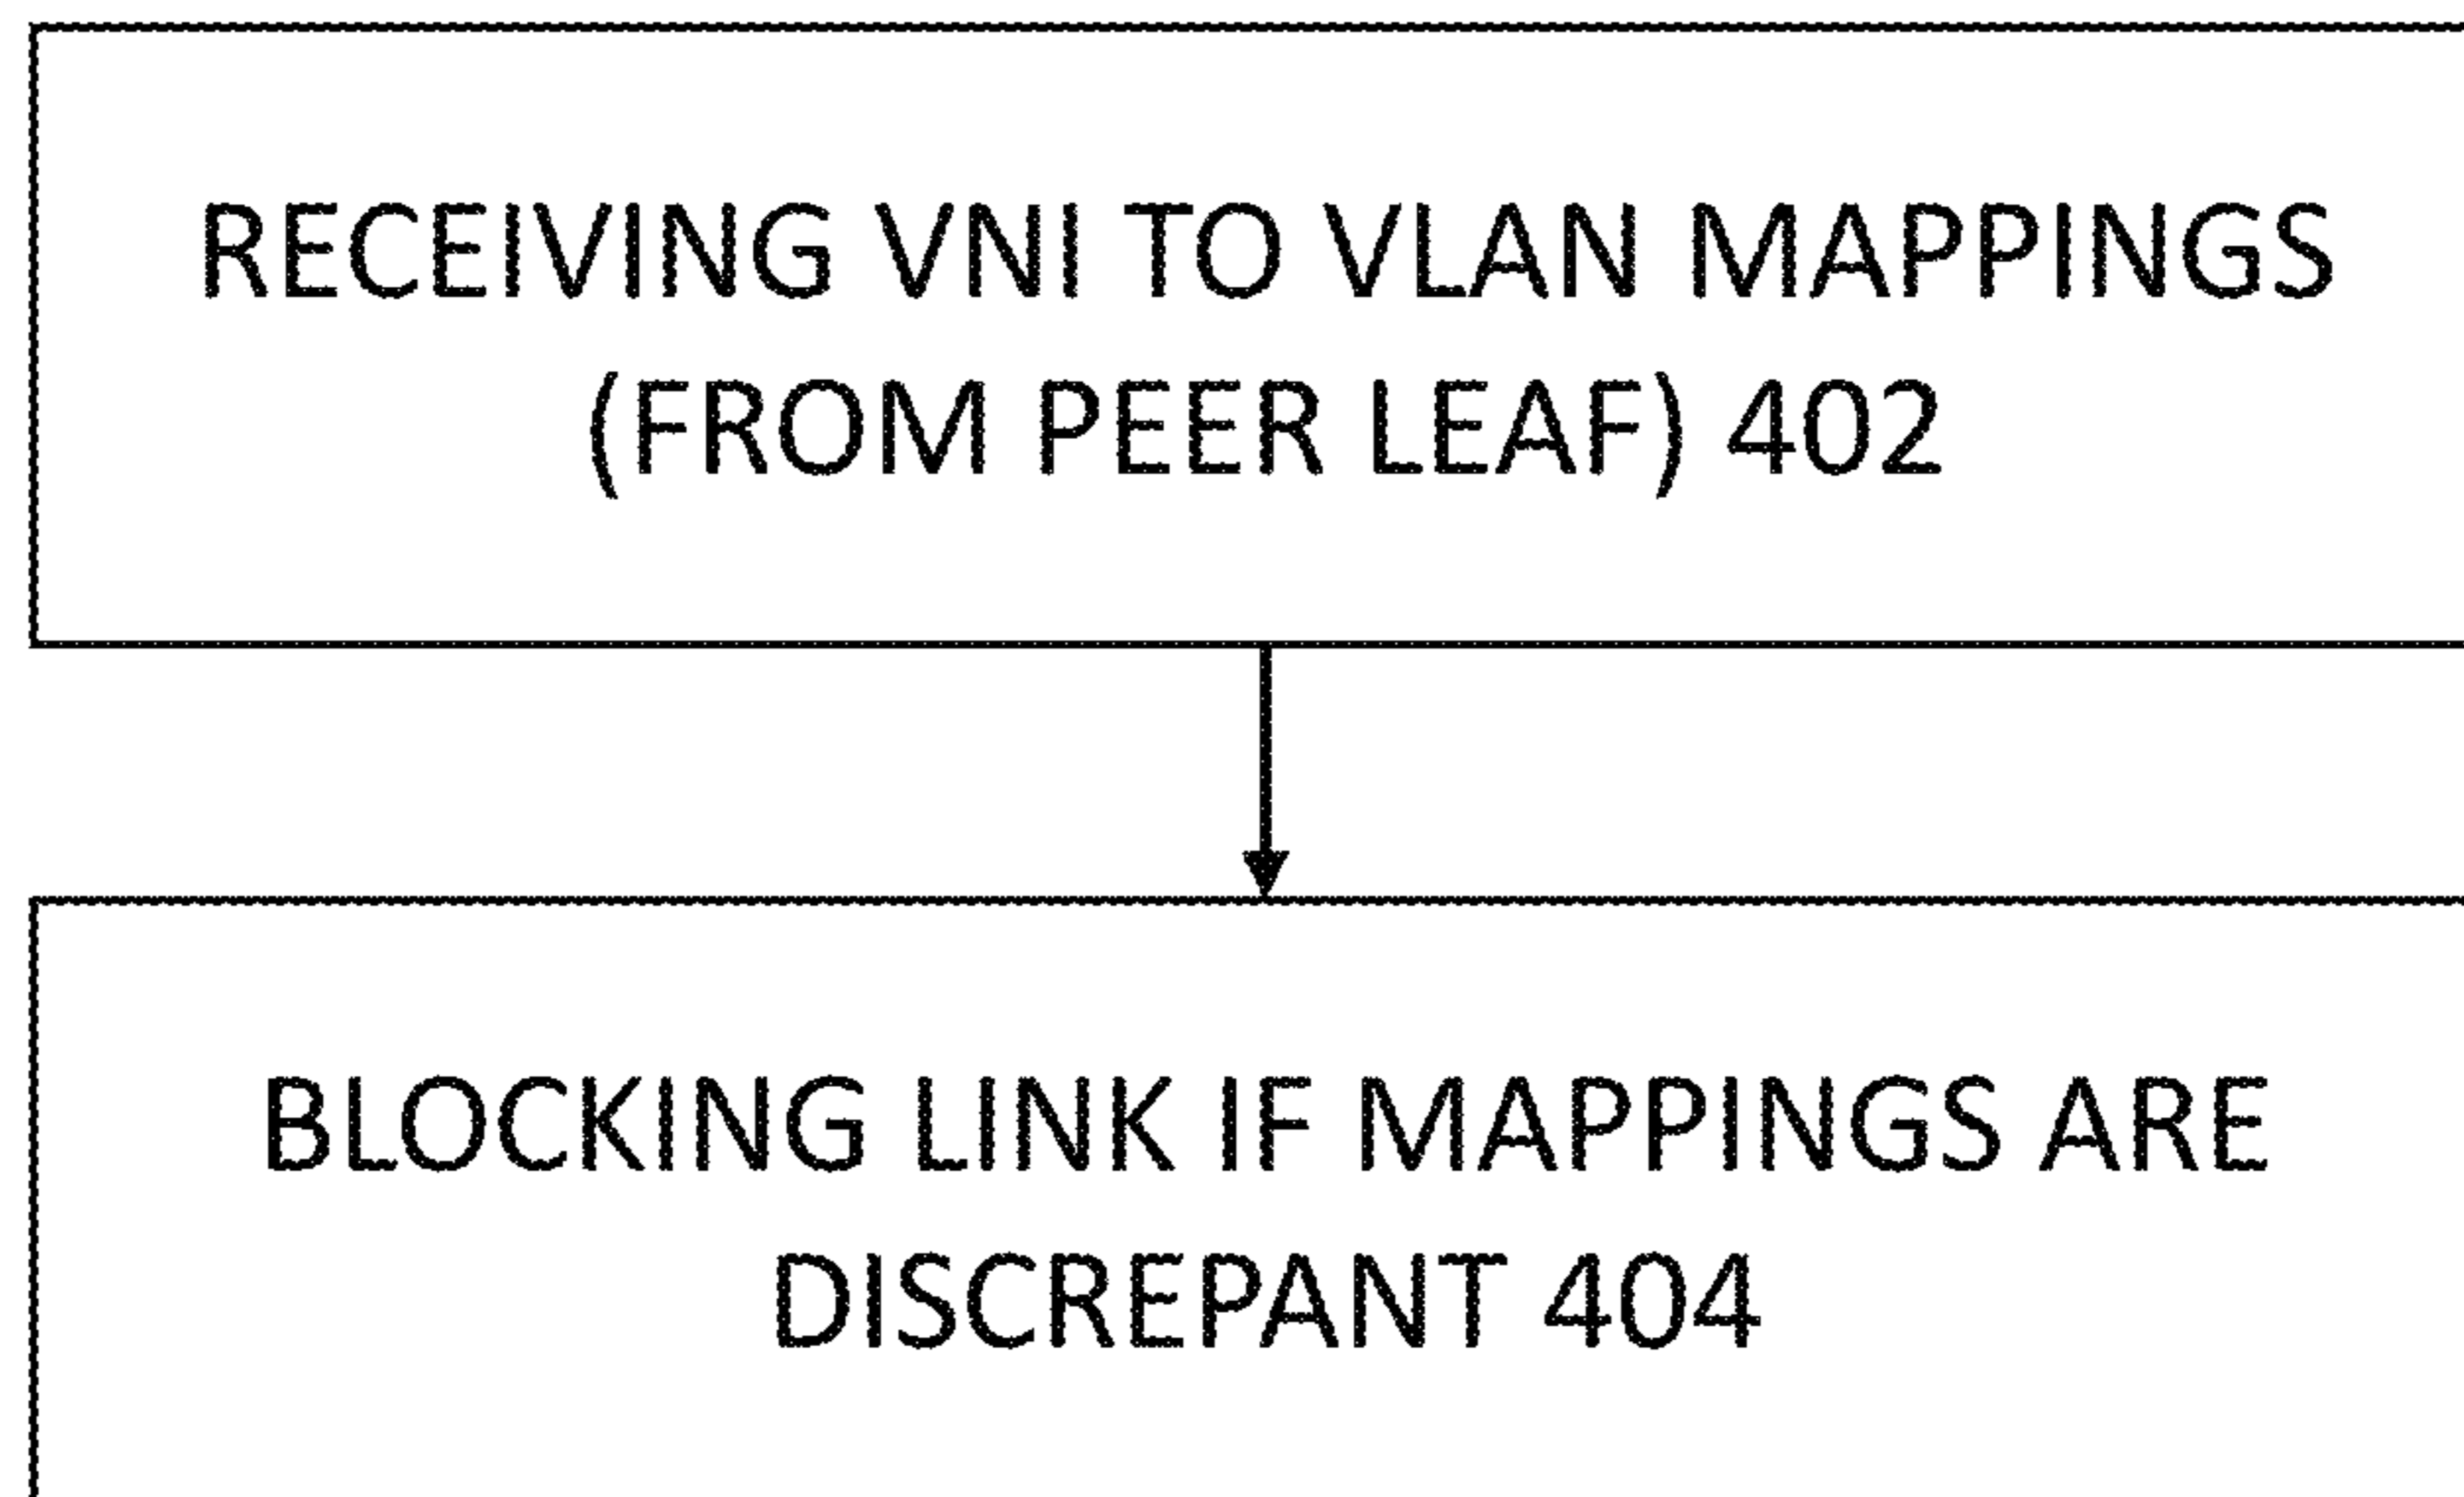 RECEIVING VNI TO VLAN MAPPINGS
(FROM PEER LEAF) 402
BLOCKING LINK IF MAPPINGS ARE
DISCREPANT 404